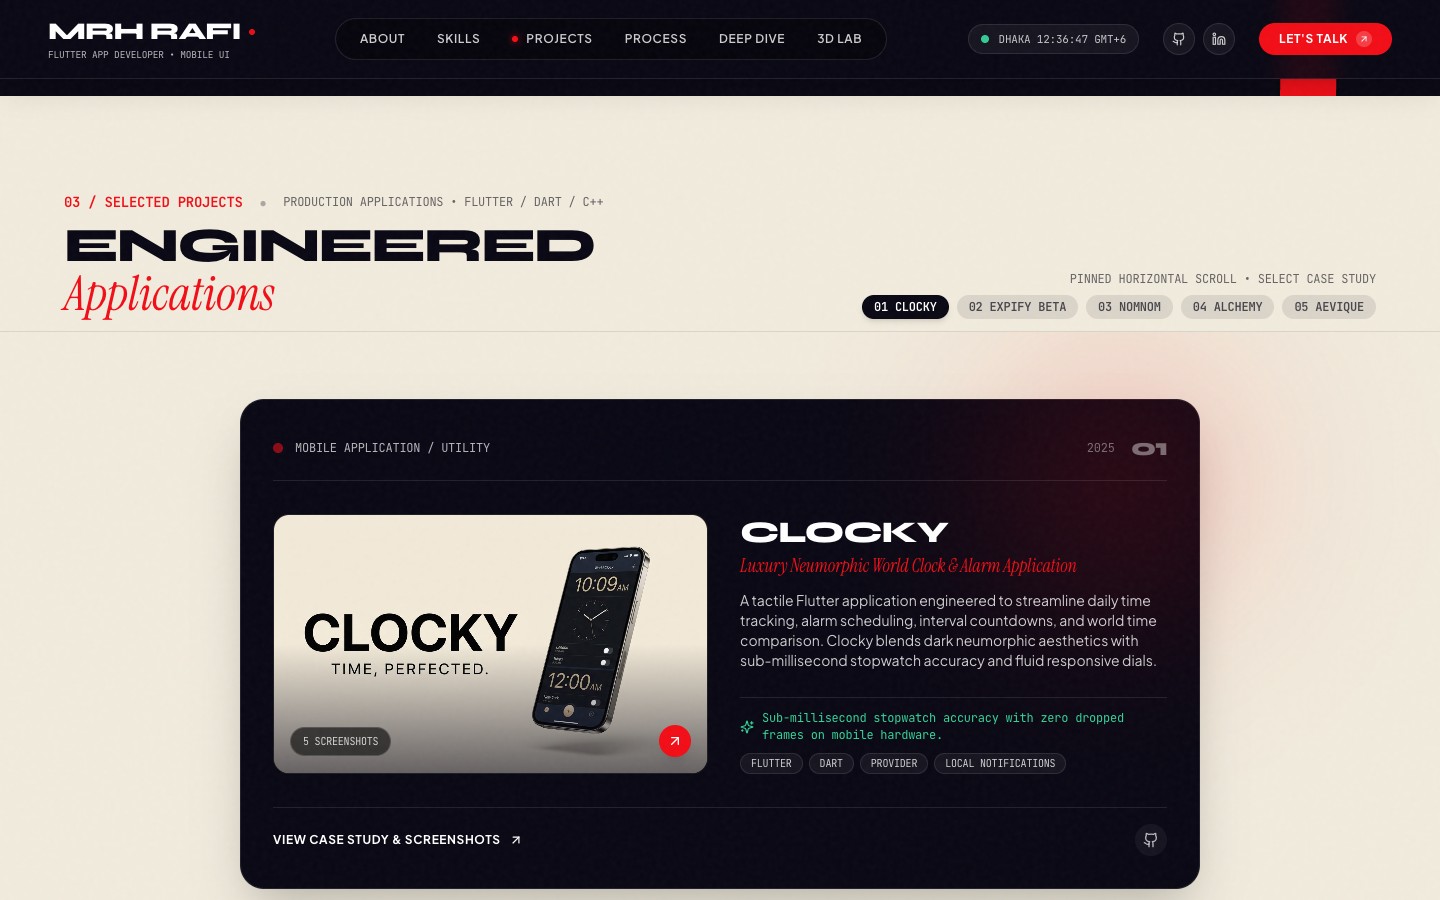 MRH RAFI
FLUTTER APP DEVELOPER • MOBILE UI
ABOUT
SKILLS
PROJECTS
PROCESS
DEEP DIVE
3D LAB
DHAKA 12:36:47 GMT+6
LET'S TALK
03 / SELECTED PROJECTS
PRODUCTION APPLICATIONS • FLUTTER / DART / C++
ENGINEERED
Applications
PINNED HORIZONTAL SCROLL • SELECT CASE STUDY
01 CLOCKY
02 EXPIFY BETA
03 NOMNOM
04 ALCHEMY
05 AEVIQUE
MOBILE APPLICATION / UTILITY
2025
01
CLOCKY
TIME, PERFECTED.
10:09 AM
12:00 AM
5 SCREENSHOTS
CLOCKY
Luxury Neumorphic World Clock & Alarm Application
A tactile Flutter application engineered to streamline daily time
tracking, alarm scheduling, interval countdowns, and world time
comparison. Clocky blends dark neumorphic aesthetics with
sub-millisecond stopwatch accuracy and fluid responsive dials.
Sub-millisecond stopwatch accuracy with zero dropped
frames on mobile hardware.
FLUTTER
DART
PROVIDER
LOCAL NOTIFICATIONS
VIEW CASE STUDY & SCREENSHOTS